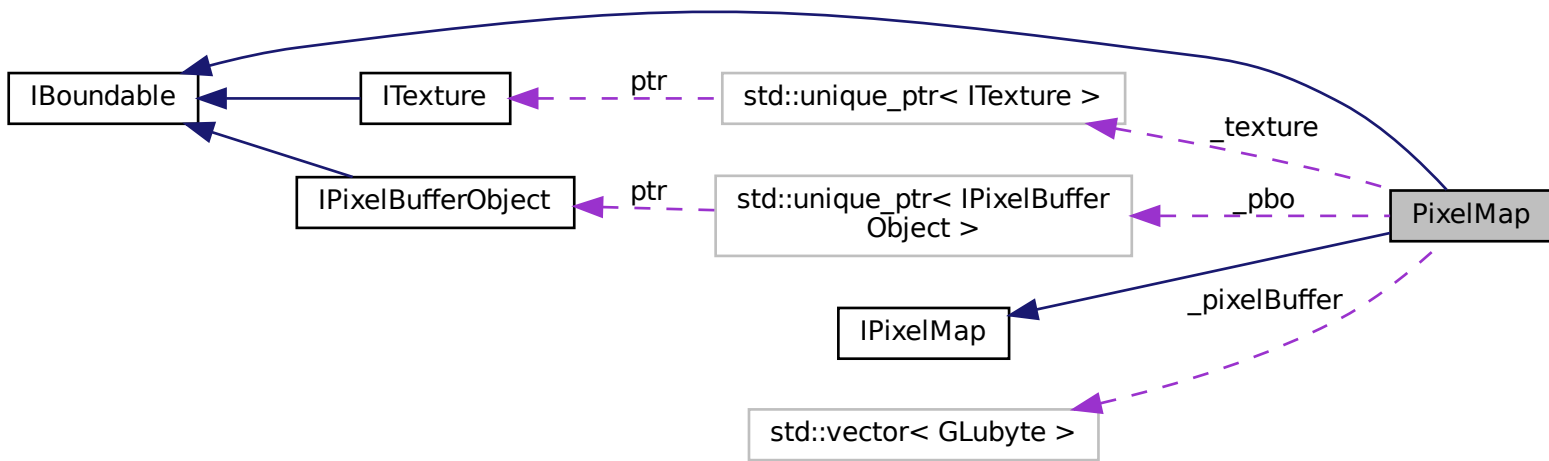 IBoundable
ITexture
ptr
std::unique_ptr< ITexture >
_texture
IPixelBufferObject
ptr
std::unique_ptr< IPixelBuffer
Object >
_pbo
PixelMap
IPixelMap
_pixelBuffer
std::vector< GLubyte >